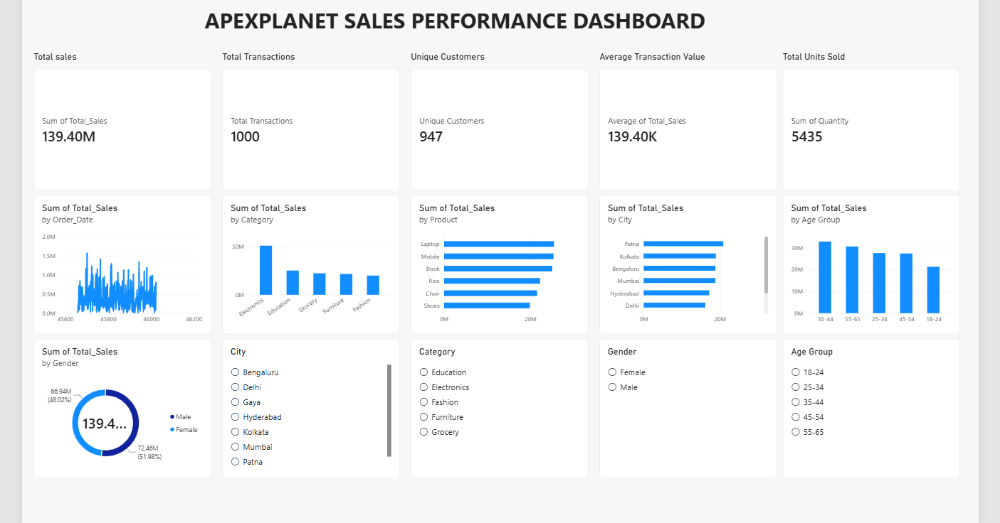 APEXPLANET SALES PERFORMANCE DASHBOARD
Total sales
Total Transactions
Unique Customers
Average Transaction Value
Total Units Sold
Sum of Total_Sales
139.40M
Total Transactions
1000
Unique Customers
947
Average of Total_Sales
139.40K
Sum of Quantity
5435
Sum of Total_Sales
by Order_Date
2.0M
1.5M
1.0M
0.5M
0.0M
45600
45800
46000
46200
Sum of Total_Sales
by Category
50M
0M
Electronics
Education
Grocery
Furniture
Fashion
Sum of Total_Sales
by Product
Laptop
Mobile
Book
Rice
Chair
Shoes
0M
20M
Sum of Total_Sales
by City
Patna
Kolkata
Bengaluru
Mumbai
Hyderabad
Delhi
0M
20M
Sum of Total_Sales
by Age Group
30M
20M
10M
0M
35-44
55-65
25-34
45-54
18-24
Sum of Total_Sales
by Gender
66.94M
(48.02%)
139.4...
72.46M
(51.98%)
Male
Female
City
Bengaluru
Delhi
Gaya
Hyderabad
Kolkata
Mumbai
Patna
Category
Education
Electronics
Fashion
Furniture
Grocery
Gender
Female
Male
Age Group
18-24
25-34
35-44
45-54
55-65